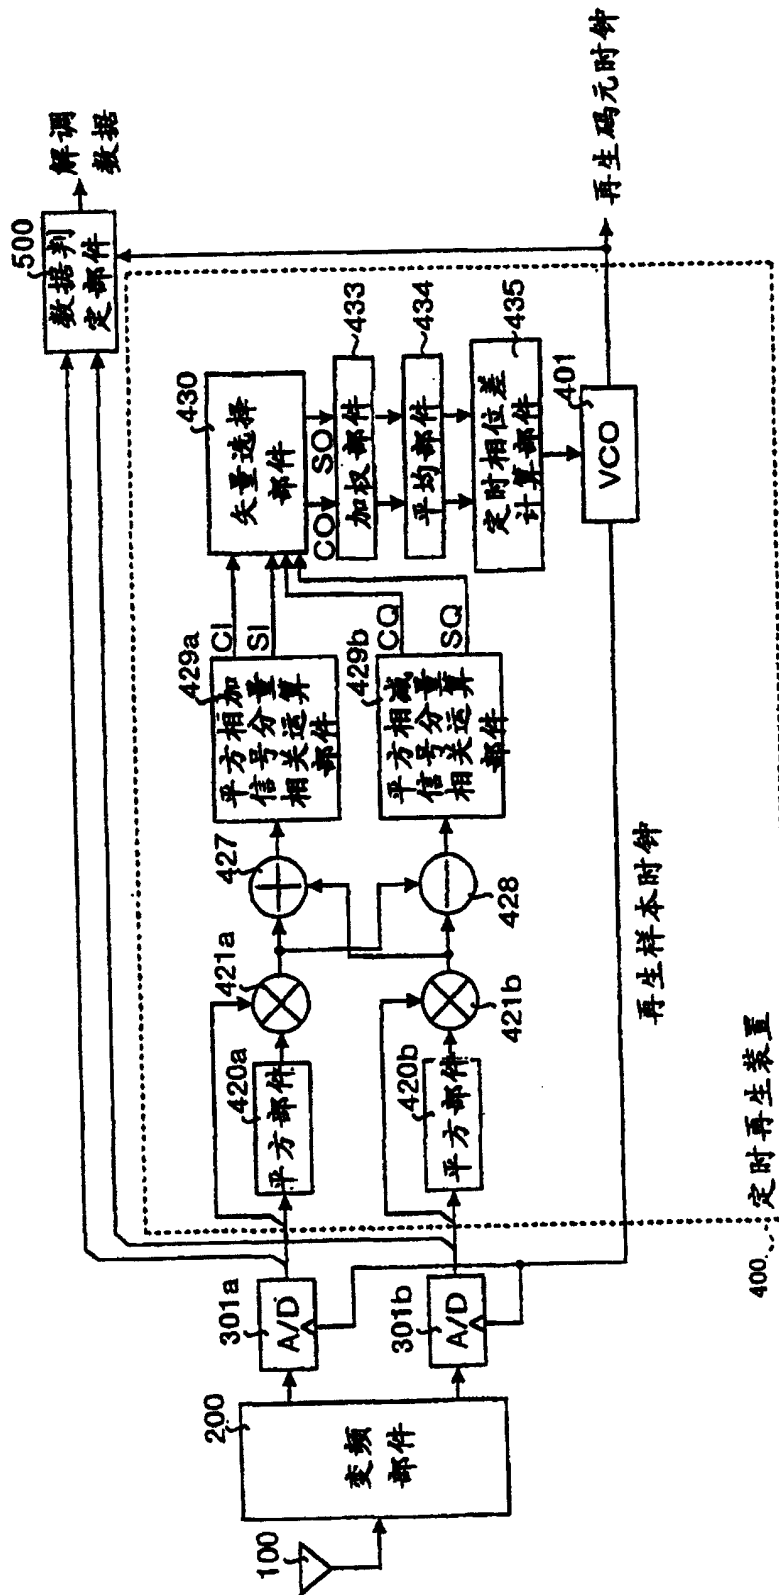 100
200
变频
部件
301a
A/D
301b
A/D
420a
平方部件
420b
平方部件
421a
421b
427
428
429a
平方相加
信号分量
相关运算
部件
429b
平方相减
信号分量
相关运算
部件
CI
SI
CQ
SQ
430
矢量选择
部件
CO
SO
433
加权部件
434
平均部件
435
定时相位差
计算部件
401
VCO
500
数据判
定部件
解调
数据
再生码元时钟
再生样本时钟
400
定时再生装置